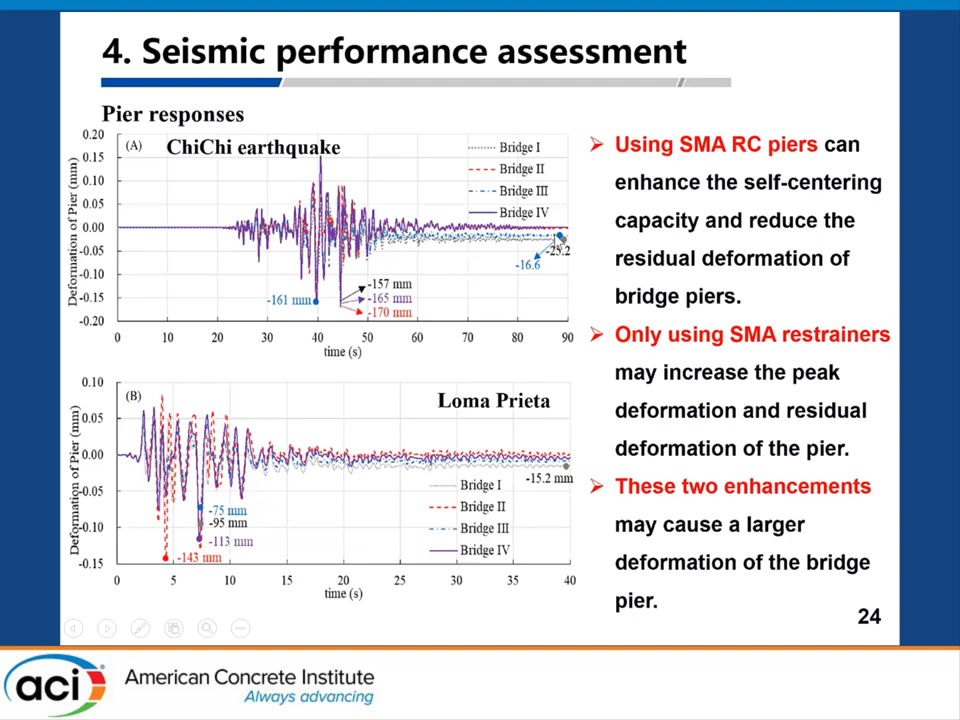 4. Seismic performance assessment
Pier responses
(A)
ChiChi earthquake
Deformation of Pier (mm)
0.20
0.15
0.10
0.05
0.00
-0.05
-0.10
-0.15
-0.20
Bridge I
Bridge II
Bridge III
Bridge IV
-25.2
-16.6
-161 mm
-157 mm
-165 mm
-170 mm
0 10 20 30 40 50 60 70 80 90
time (s)
(B)
Loma Prieta
Deformation of Pier (mm)
0.10
0.05
0.00
-0.05
-0.10
-0.15
-15.2 mm
Bridge I
Bridge II
Bridge III
Bridge IV
-75 mm
-95 mm
-113 mm
-143 mm
0 5 10 15 20 25 30 35 40
time (s)
Using SMA RC piers can
enhance the self-centering
capacity and reduce the
residual deformation of
bridge piers.
Only using SMA restrainers
may increase the peak
deformation and residual
deformation of the pier.
These two enhancements
may cause a larger
deformation of the bridge
pier.
24
aci
American Concrete Institute
Always advancing